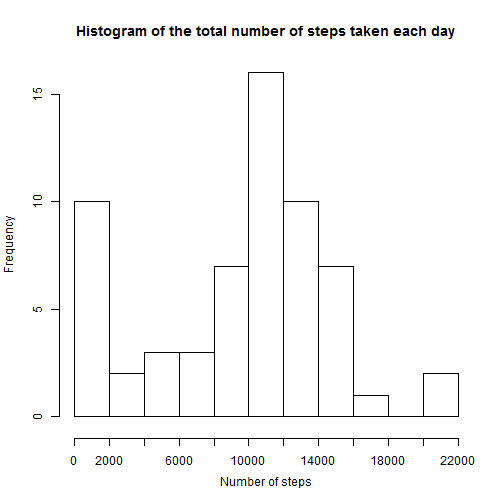 Histogram of the total number of steps taken each day
Frequency
15
10
5
0
0 2000 6000 10000 14000 18000 22000
Number of steps